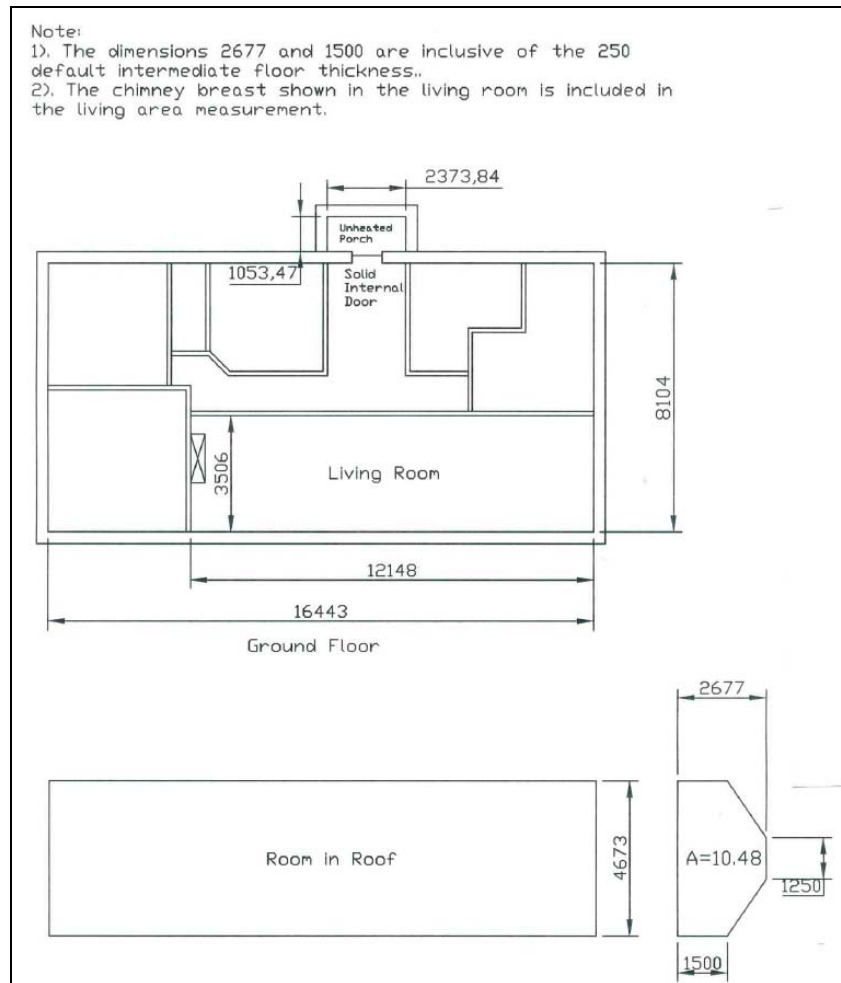 Note:
1). The dimensions 2677 and 1500 are inclusive of the 250
default intermediate floor thickness..
2). The chimney breast shown in the living room is included in
the living area measurement.
2373,84
Unheated
Porch
1053,47
Solid
Internal
Door
8104
3506
Living Room
12148
16443
Ground Floor
2677
Room in Roof
4673
A=10.48
1250
1500